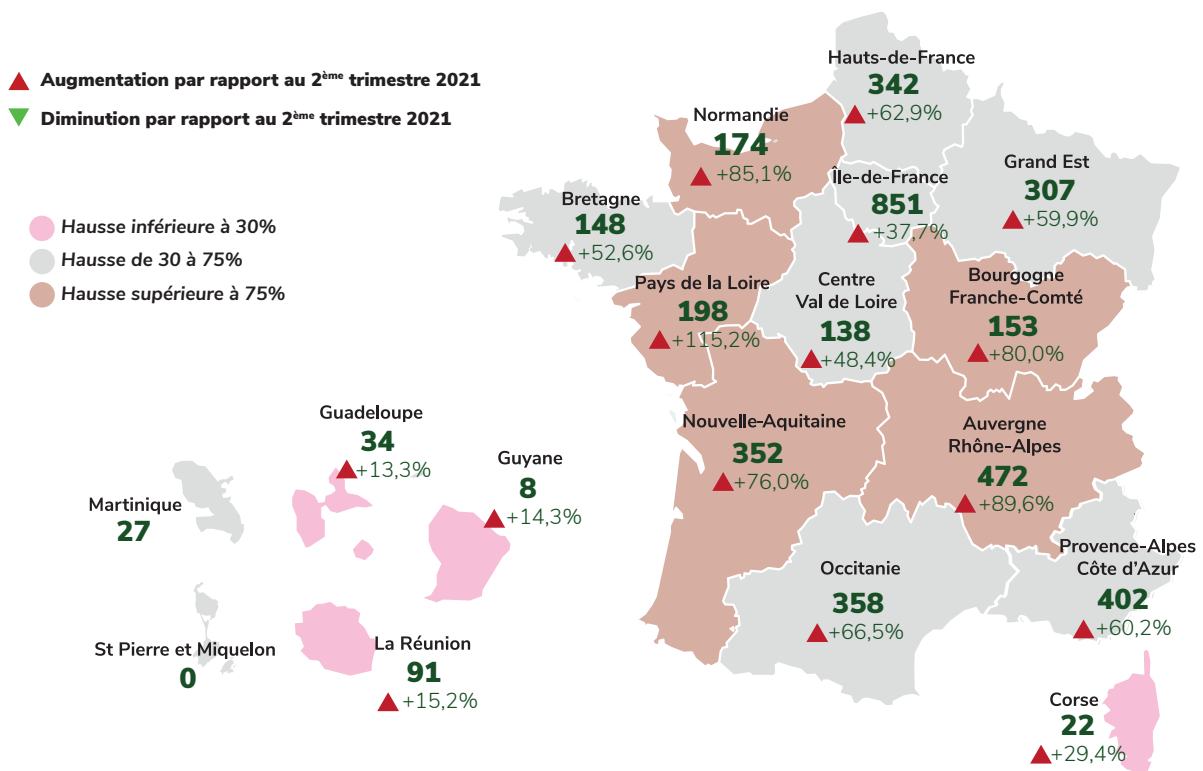 Augmentation par rapport au 2ème trimestre 2021
Diminution par rapport au 2ème trimestre 2021
Hausse inférieure à 30%
Hausse de 30 à 75%
Hausse supérieure à 75%
Hauts-de-France
342
+62,9%
Normandie
174
+85,1%
Île-de-France
851
+37,7%
Grand Est
307
+59,9%
Bretagne
148
+52,6%
Pays de la Loire
198
+115,2%
Centre
Val de Loire
138
+48,4%
Bourgogne
Franche-Comté
153
+80,0%
Nouvelle-Aquitaine
352
+76,0%
Auvergne
Rhône-Alpes
472
+89,6%
Occitanie
358
+66,5%
Provence-Alpes
Côte d'Azur
402
+60,2%
Corse
22
+29,4%
Guadeloupe
34
+13,3%
Guyane
8
+14,3%
Martinique
27
St Pierre et Miquelon
0
La Réunion
91
+15,2%